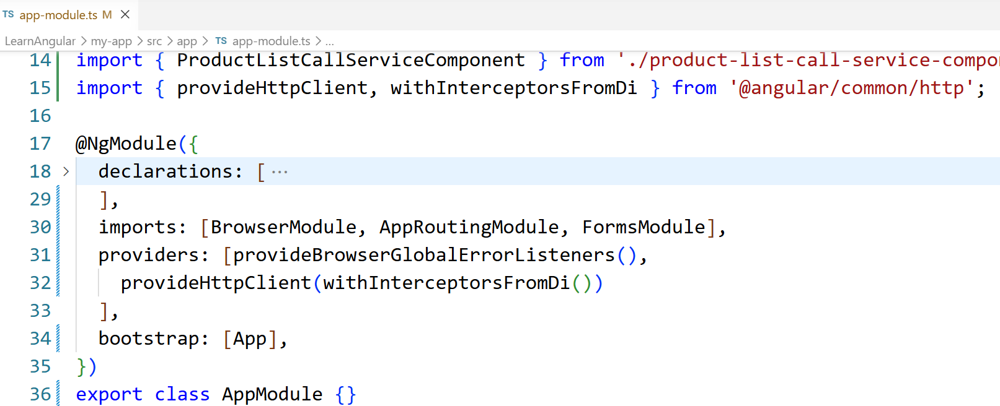 TS app-module.ts M
LearnAngular > my-app > src > app > TS app-module.ts > ...
14 import { ProductListCallServiceComponent } from './product-list-call-service-compo
15 import { provideHttpClient, withInterceptorsFromDi } from '@angular/common/http';
16
17 @NgModule({
18 > declarations: [ ...
29 ],
30 imports: [BrowserModule, AppRoutingModule, FormsModule],
31 providers: [provideBrowserGlobalErrorListeners(),
32 provideHttpClient(withInterceptorsFromDi())
33 ],
34 bootstrap: [App],
35 })
36 export class AppModule {}